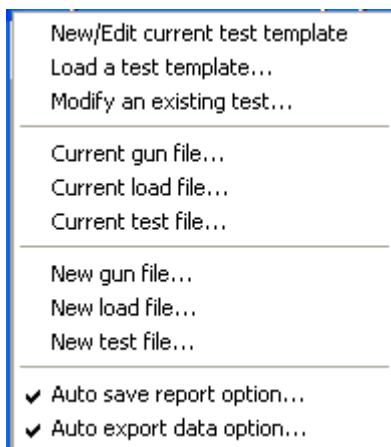 New/Edit current test template
Load a test template...
Modify an existing test...
Current gun file...
Current load file...
Current test file...
New gun file...
New load file...
New test file...
Auto save report option...
Auto export data option...